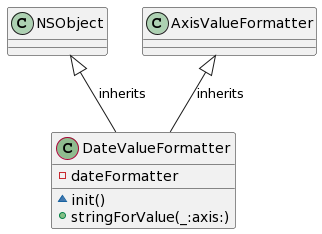 C NSObject
C AxisValueFormatter
inherits
inherits
C DateValueFormatter
dateFormatter
init()
stringForValue(_:axis:)